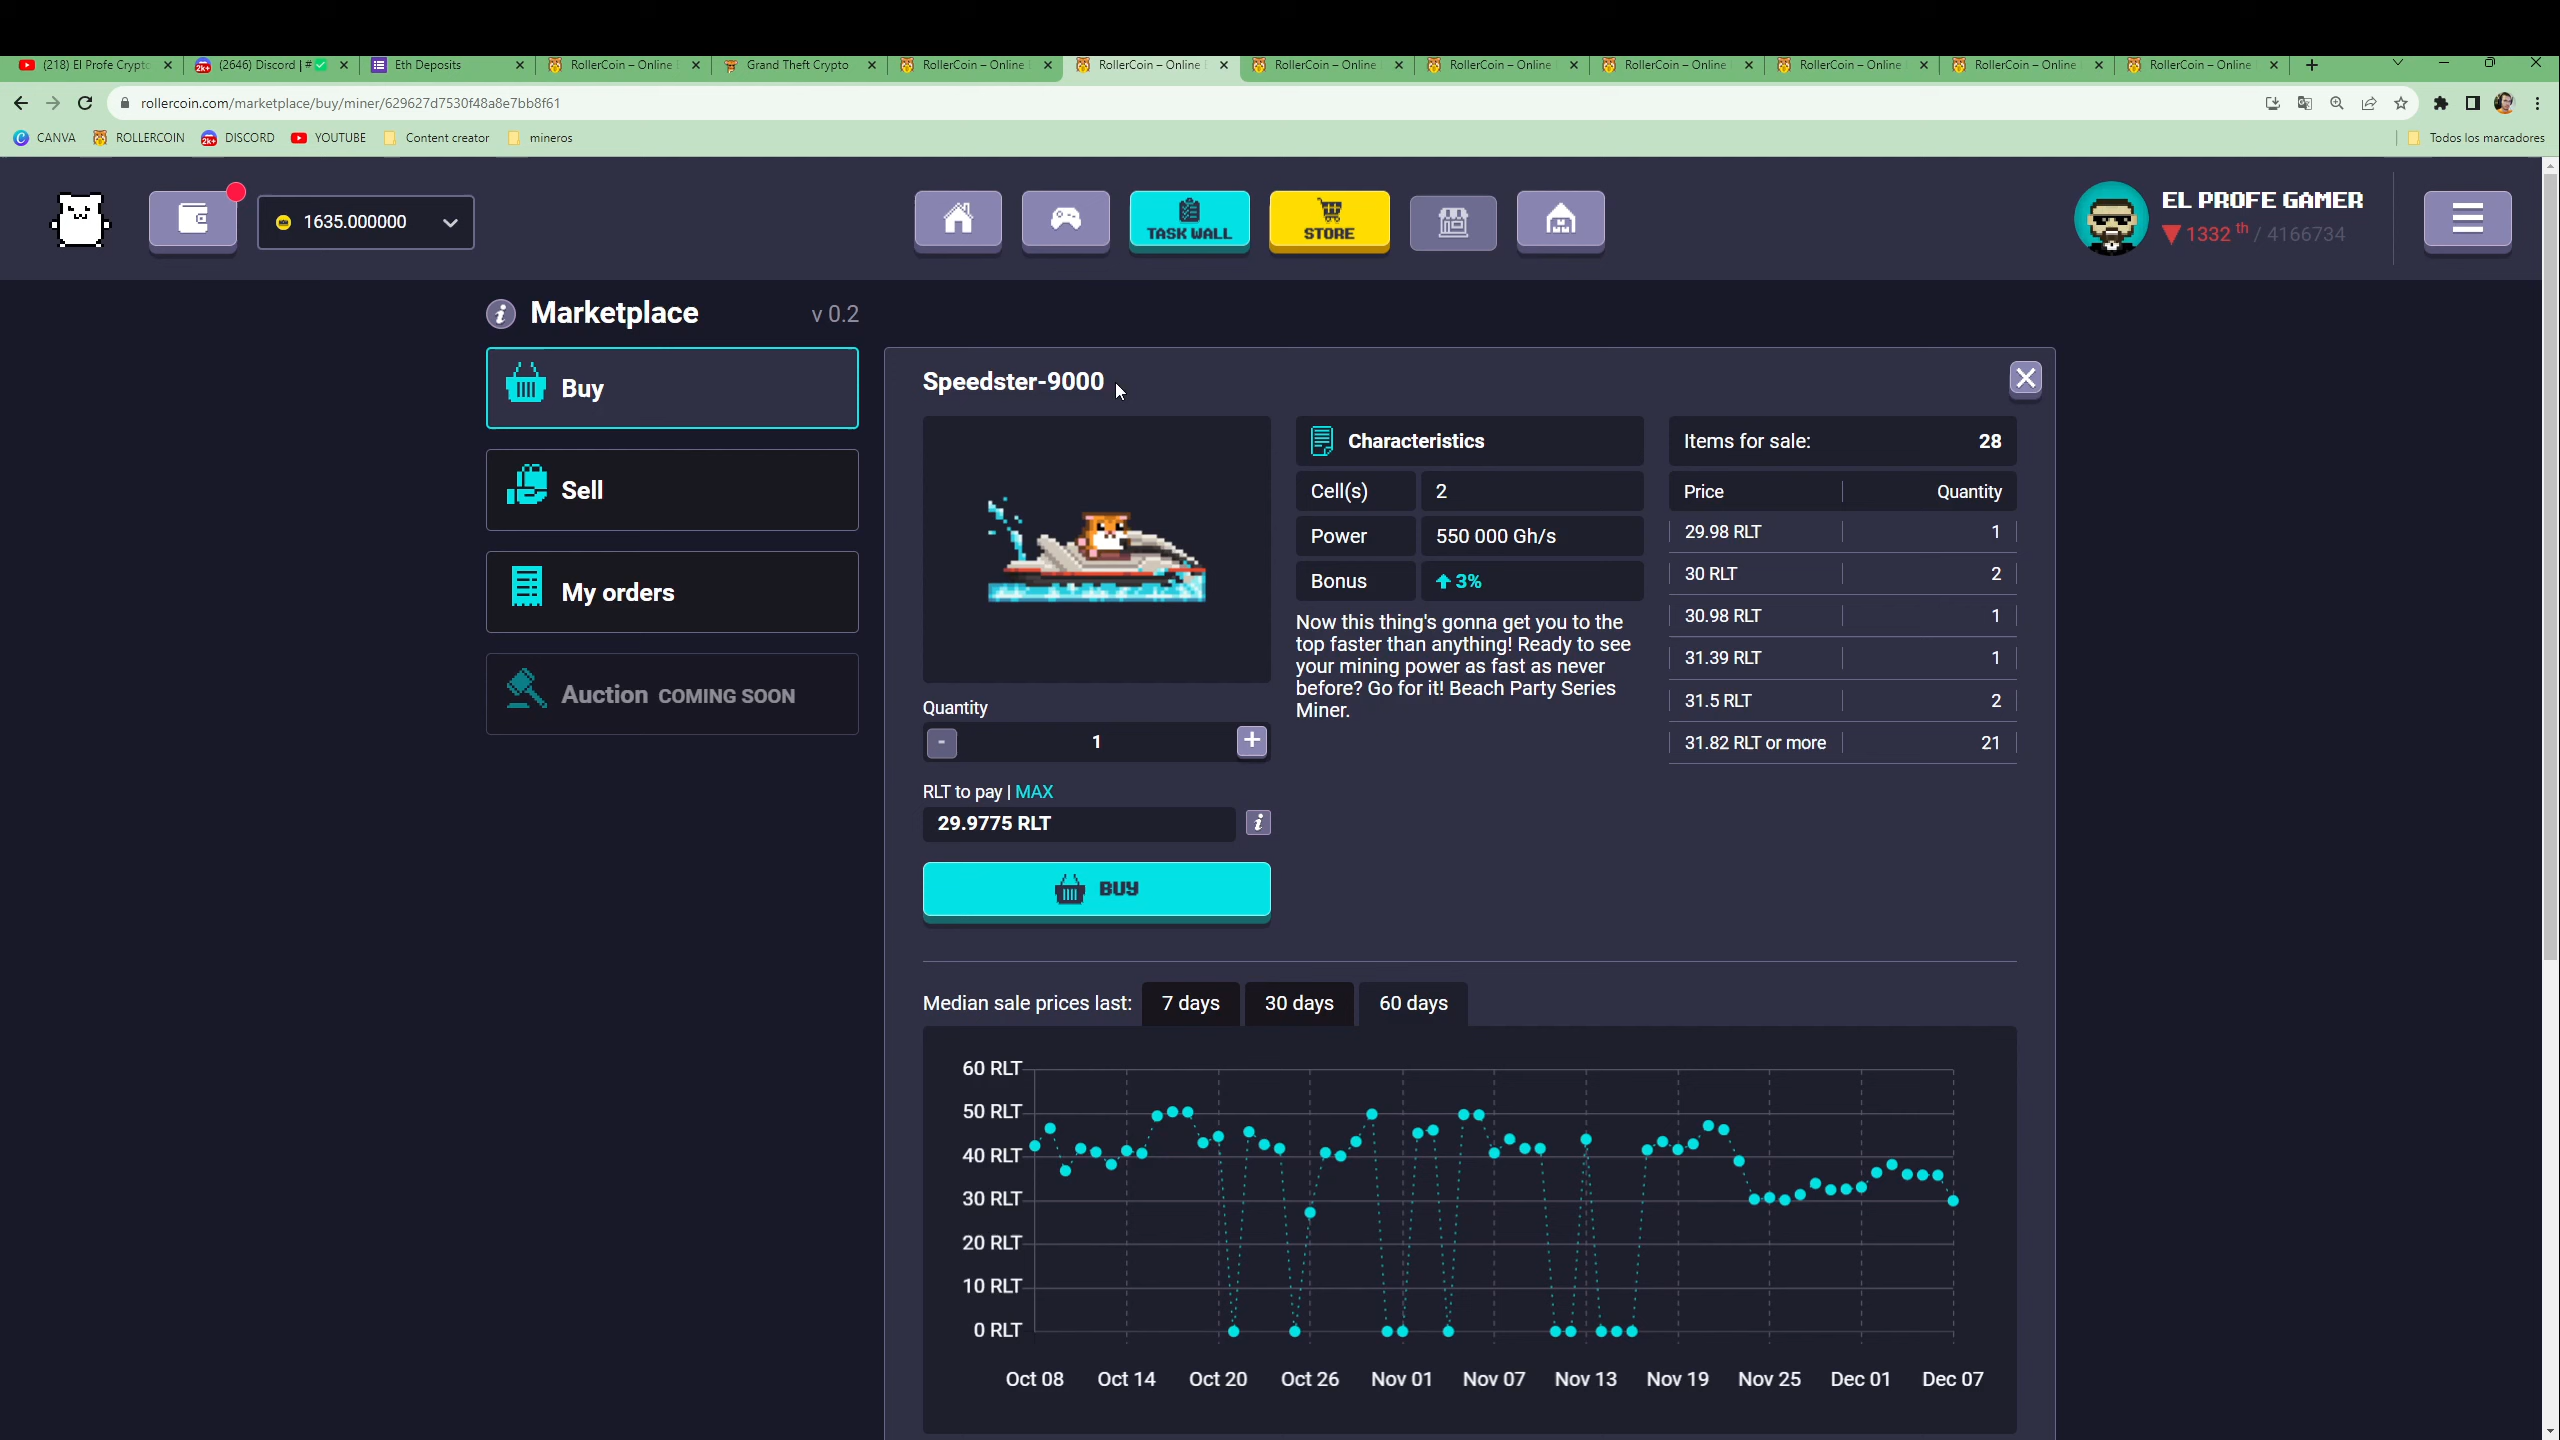 (218) El Profe Crypto
(2646) Discord | #
Eth Deposits
RollerCoin – Online
Grand Theft Crypto
RollerCoin – Online
RollerCoin – Online
RollerCoin – Online
RollerCoin – Online
RollerCoin – Online
RollerCoin – Online
RollerCoin – Online
RollerCoin – Online
rollercoin.com/marketplace/buy/miner/629627d7530f48a8e7bb8f61
CANVA ROLLERCOIN DISCORD YOUTUBE Content creator mineros Todos los marcadores
1635.000000
TASK WALL
STORE
EL PROFE GAMER
1332 th / 4166734
Marketplace v 0.2
Buy
Sell
My orders
Auction COMING SOON
Speedster-9000
Characteristics
Cell(s) 2
Power 550 000 Gh/s
Bonus 3%
Now this thing's gonna get you to the
top faster than anything! Ready to see
your mining power as fast as never
before? Go for it! Beach Party Series
Miner.
Items for sale: 28
Price Quantity
29.98 RLT 1
30 RLT 2
30.98 RLT 1
31.39 RLT 1
31.5 RLT 2
31.82 RLT or more 21
Quantity
- 1 +
RLT to pay | MAX
29.9775 RLT
BUY
Median sale prices last: 7 days 30 days 60 days
60 RLT
50 RLT
40 RLT
30 RLT
20 RLT
10 RLT
0 RLT
Oct 08 Oct 14 Oct 20 Oct 26 Nov 01 Nov 07 Nov 13 Nov 19 Nov 25 Dec 01 Dec 07